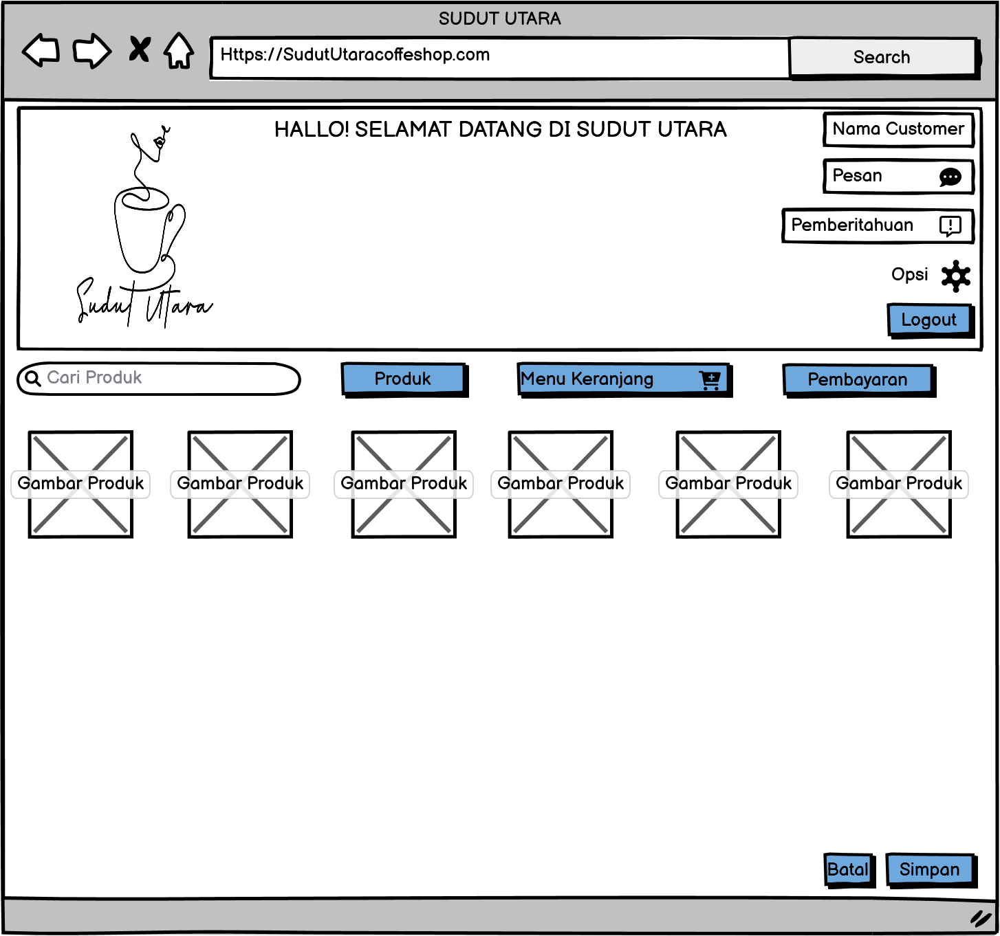 SUDUT UTARA
Https://SudutUtaracoffeshop.com
Search
HALLO! SELAMAT DATANG DI SUDUT UTARA
Nama Customer
Pesan
Pemberitahuan
Opsi
Logout
Sudut Utara
Cari Produk
Produk
Menu Keranjang
Pembayaran
Gambar Produk
Gambar Produk
Gambar Produk
Gambar Produk
Gambar Produk
Gambar Produk
Batal
Simpan